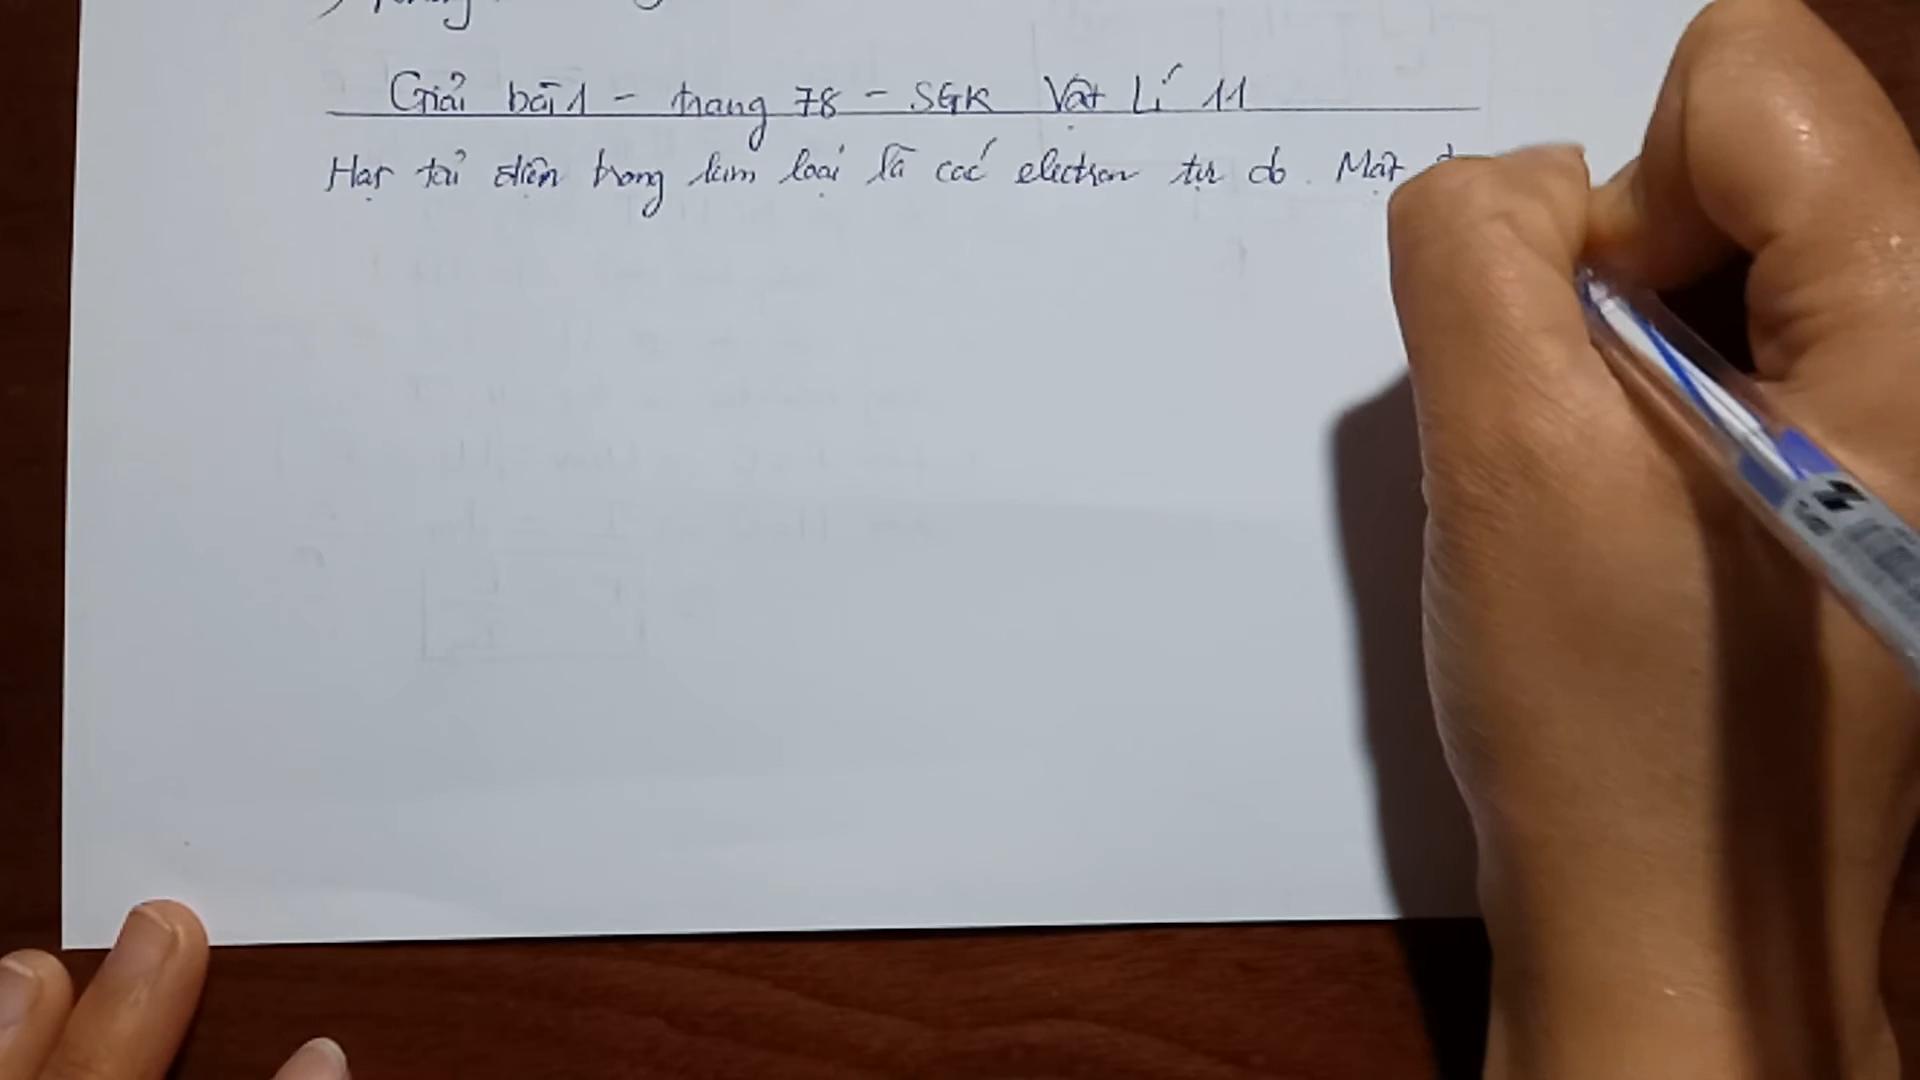 Giải bài 1 - trang 78 - SGK Vật Lí 11
Hạt tải điện trong kim loại là các electron tự do. Mật